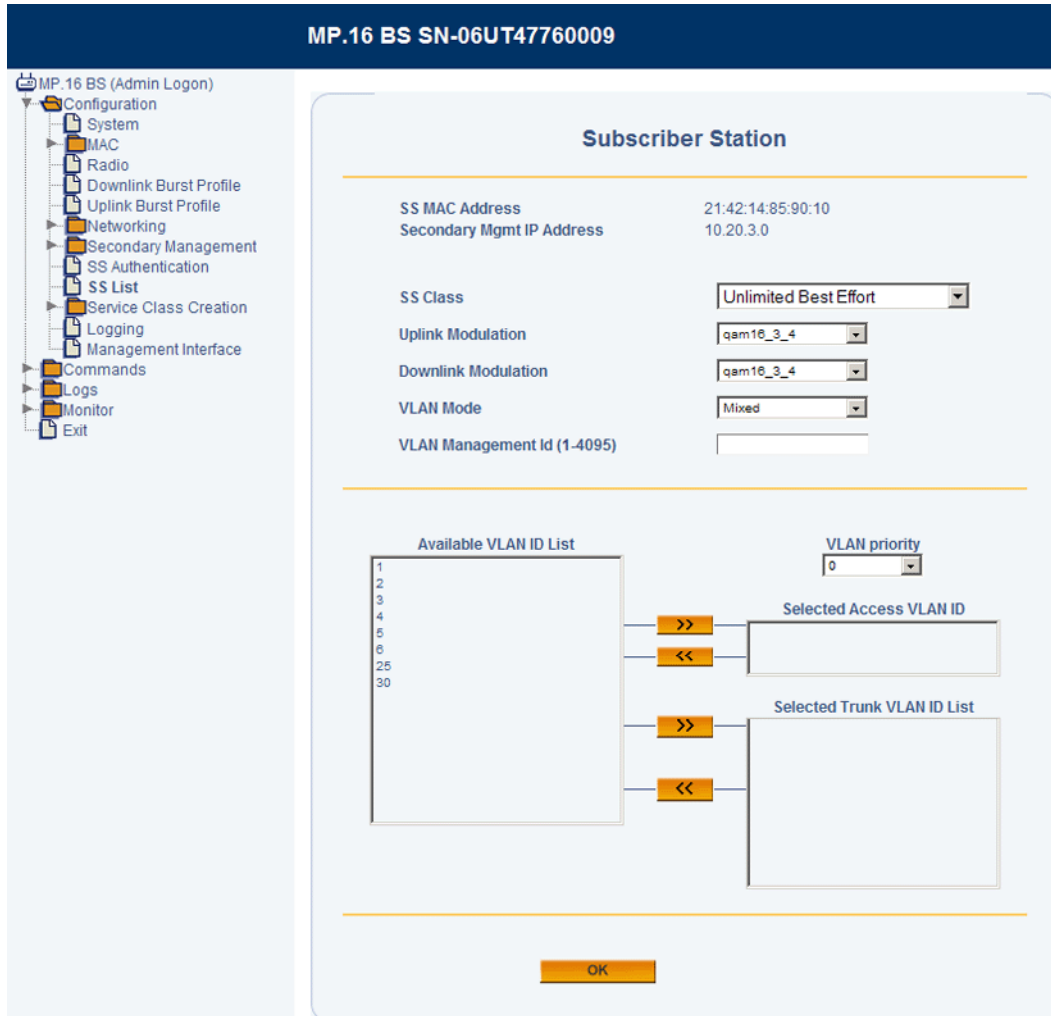 MP.16 BS SN-06UT47760009
MP.16 BS (Admin Logon)
Configuration
System
MAC
Radio
Downlink Burst Profile
Uplink Burst Profile
Networking
Secondary Management
SS Authentication
SS List
Service Class Creation
Logging
Management Interface
Commands
Logs
Monitor
Exit
Subscriber Station
SS MAC Address 21:42:14:85:90:10
Secondary Mgmt IP Address 10.20.3.0
SS Class Unlimited Best Effort
Uplink Modulation qam16_3_4
Downlink Modulation qam16_3_4
VLAN Mode Mixed
VLAN Management Id (1-4095)
Available VLAN ID List
1
2
3
4
5
6
25
30
VLAN priority
0
>>
<<
Selected Access VLAN ID
>>
<<
Selected Trunk VLAN ID List
OK